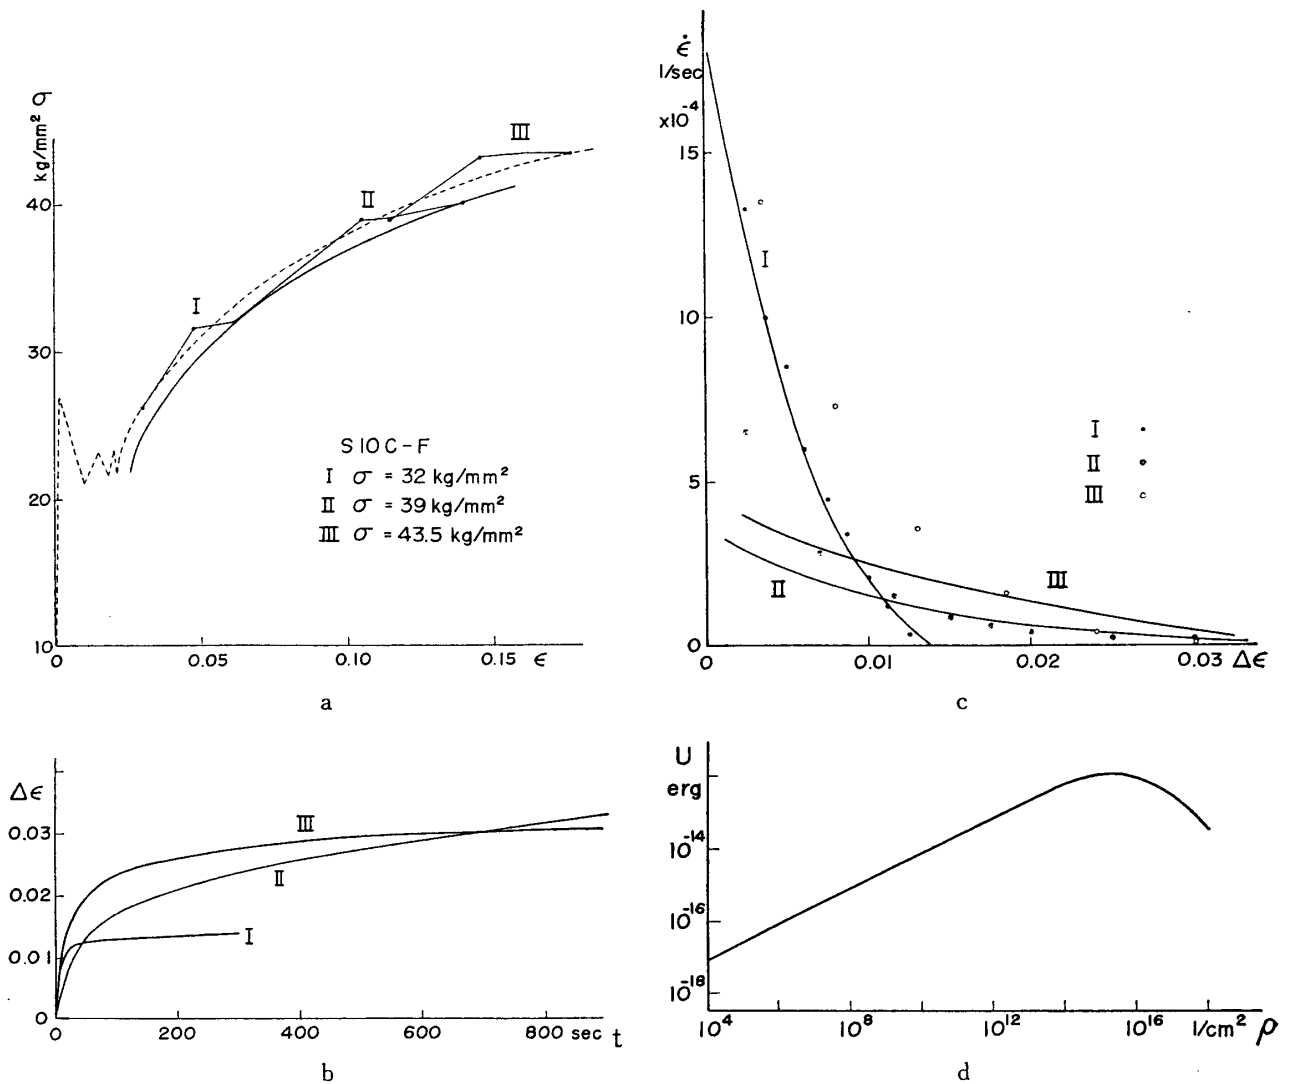 σ
kg/mm²
40
30
20
10
0
0.05
0.10
0.15
ϵ
I
II
III
S10C-F
I σ = 32 kg/mm²
II σ = 39 kg/mm²
III σ = 43.5 kg/mm²
a
ϵ̇
1/sec
×10⁻⁴
15
10
5
0
0
0.01
0.02
0.03
Δϵ
I
II
III
I
II
III
c
Δϵ
0.03
0.02
0.01
0
0
200
400
600
800
sec t
I
II
III
b
U
erg
10⁻¹⁴
10⁻¹⁶
10⁻¹⁸
10⁴
10⁸
10¹²
10¹⁶
1/cm² ρ
d